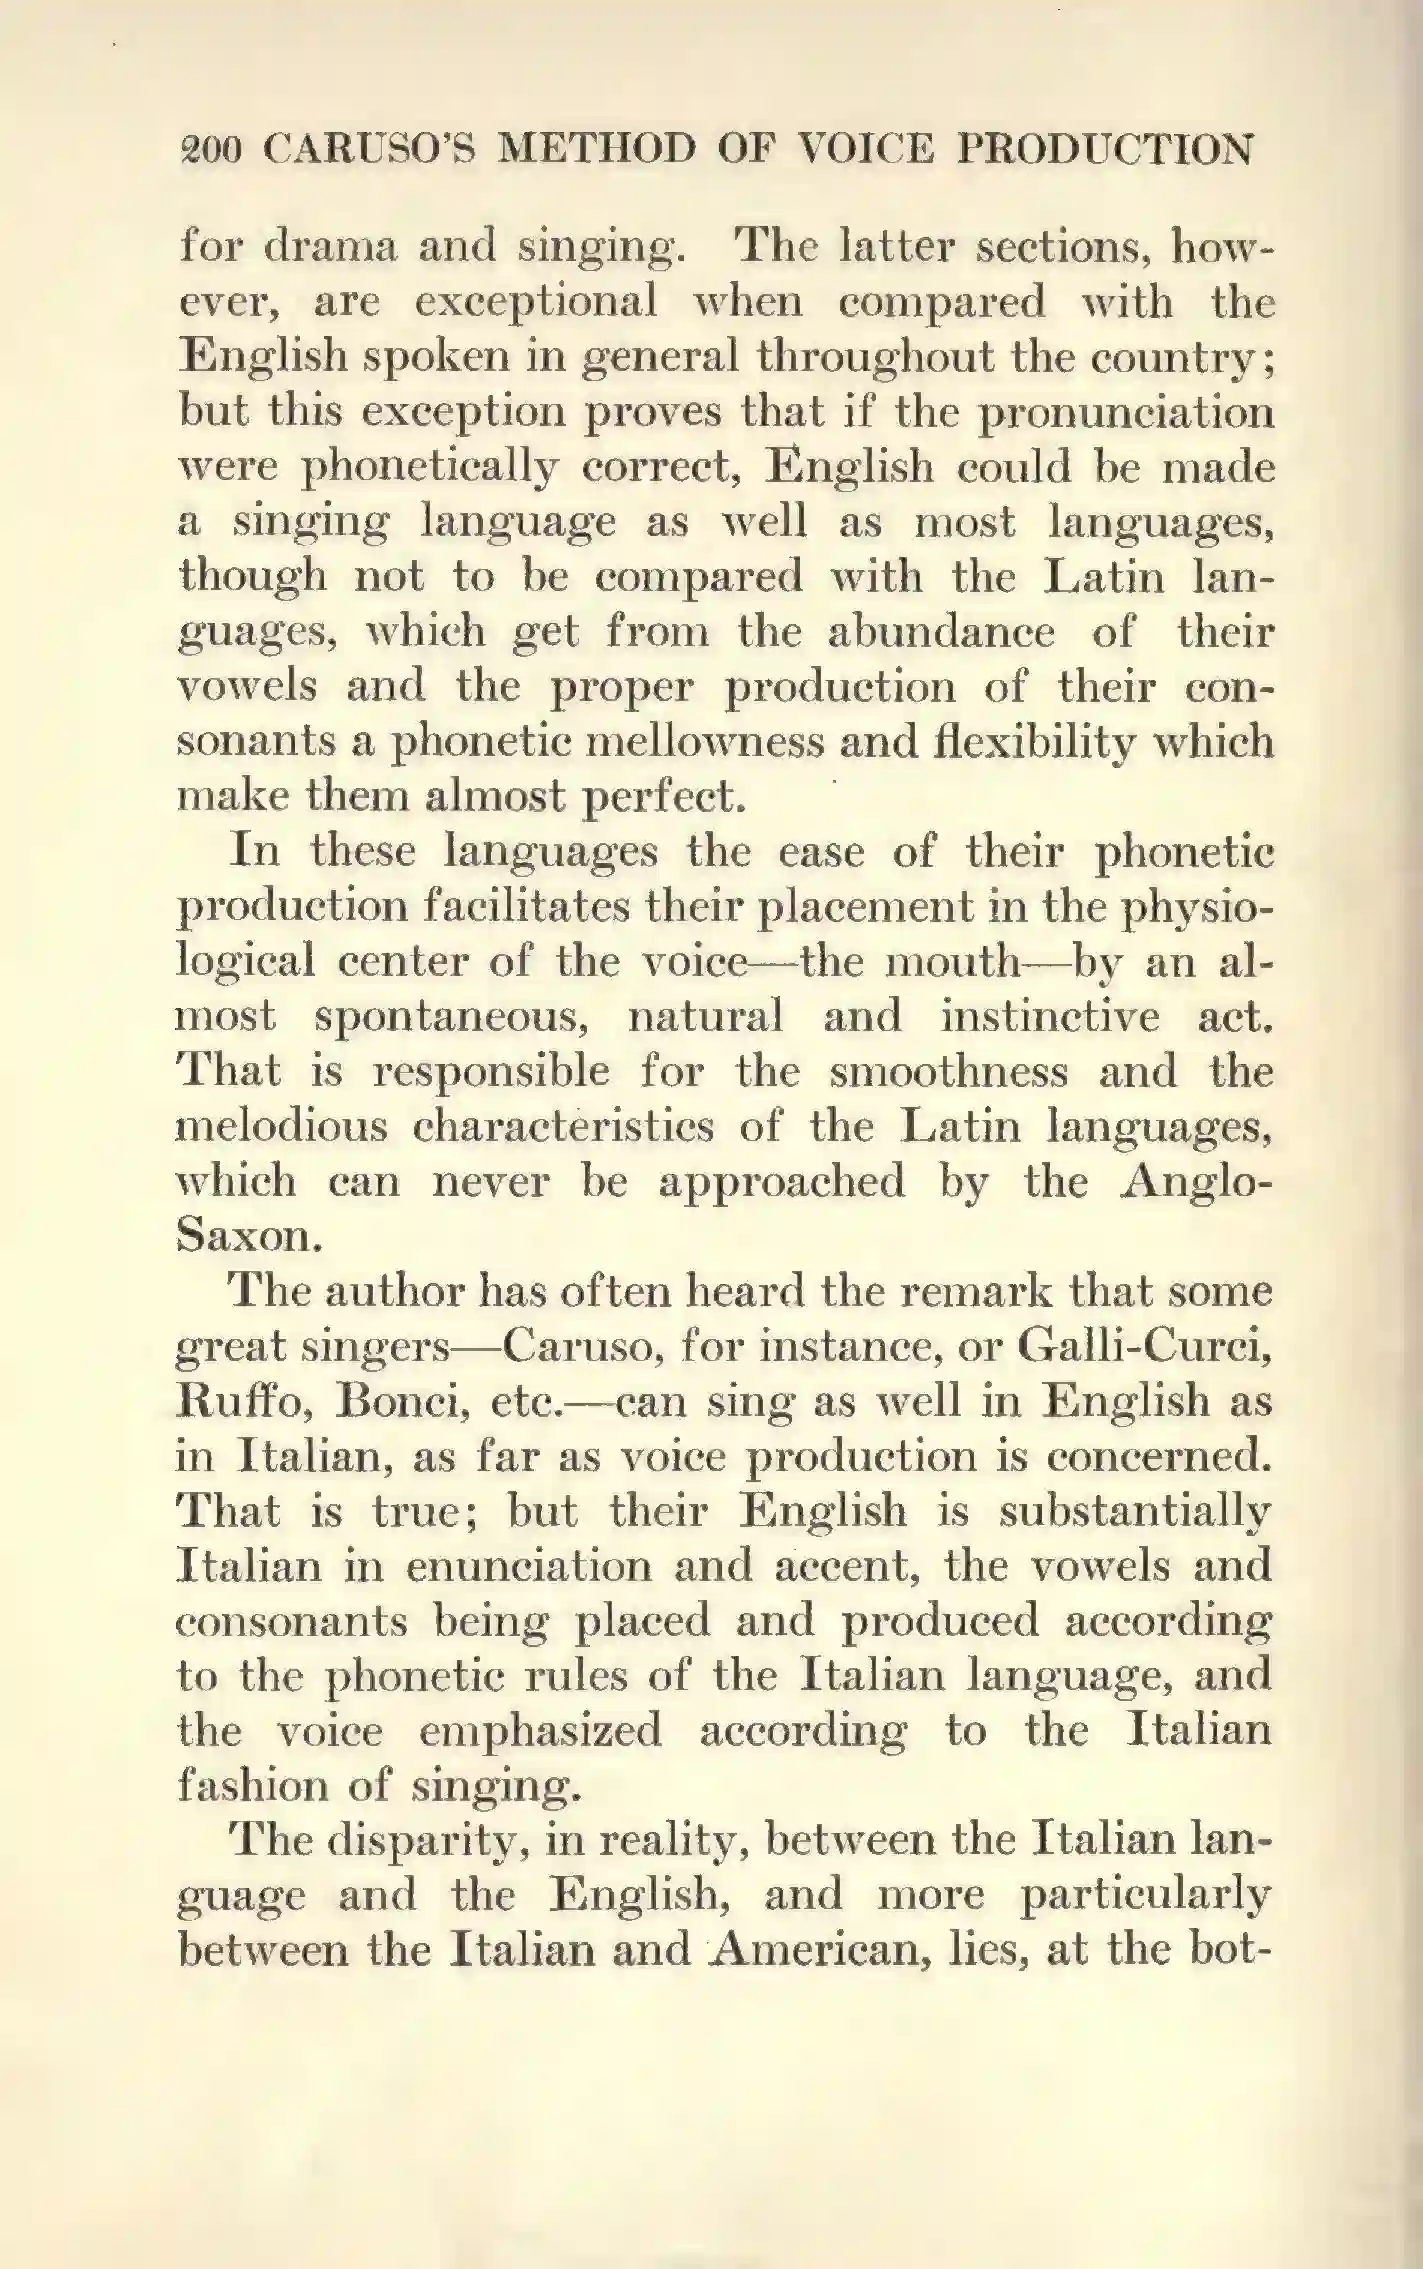 200 CARUSO'S METHOD OF VOICE PRODUCTION
for drama and singing. The latter sections, how-
ever, are exceptional when compared with the
English spoken in general throughout the country;
but this exception proves that if the pronunciation
were phonetically correct, English could be made
a singing language as well as most languages,
though not to be compared with the Latin lan-
guages, which get from the abundance of their
vowels and the proper production of their con-
sonants a phonetic mellowness and flexibility which
make them almost perfect.
In these languages the ease of their phonetic
production facilitates their placement in the physio-
logical center of the voice—the mouth—by an al-
most spontaneous, natural and instinctive act.
That is responsible for the smoothness and the
melodious characteristics of the Latin languages,
which can never be approached by the Anglo-
Saxon.
The author has often heard the remark that some
great singers—Caruso, for instance, or Galli-Curci,
Ruffo, Bonci, etc.—can sing as well in English as
in Italian, as far as voice production is concerned.
That is true; but their English is substantially
Italian in enunciation and accent, the vowels and
consonants being placed and produced according
to the phonetic rules of the Italian language, and
the voice emphasized according to the Italian
fashion of singing.
The disparity, in reality, between the Italian lan-
guage and the English, and more particularly
between the Italian and American, lies, at the bot-